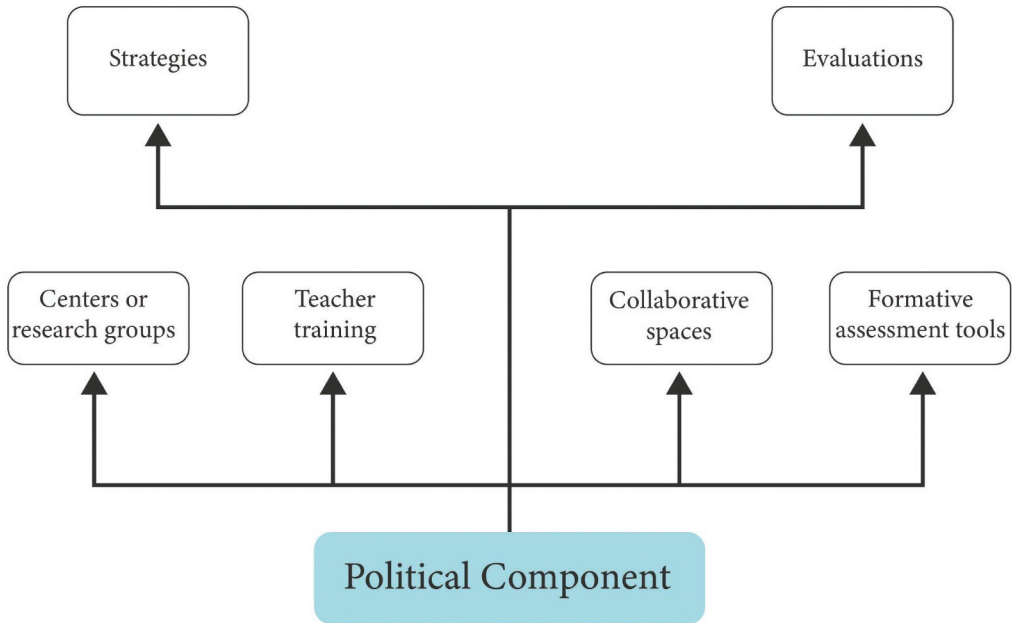 Strategies
Evaluations
Centers or
research groups
Teacher
training
Collaborative
spaces
Formative
assessment tools
Political Component